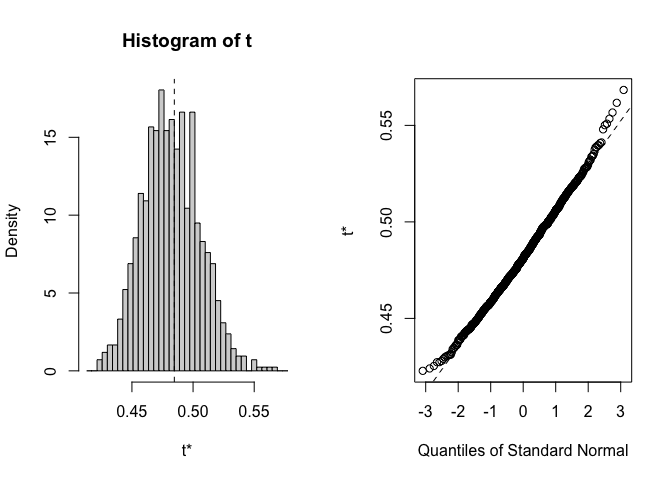 Histogram of t
Density
0
5
10
15
0.45 0.50 0.55
t*
t*
0.45
0.50
0.55
-3 -2 -1 0 1 2 3
Quantiles of Standard Normal